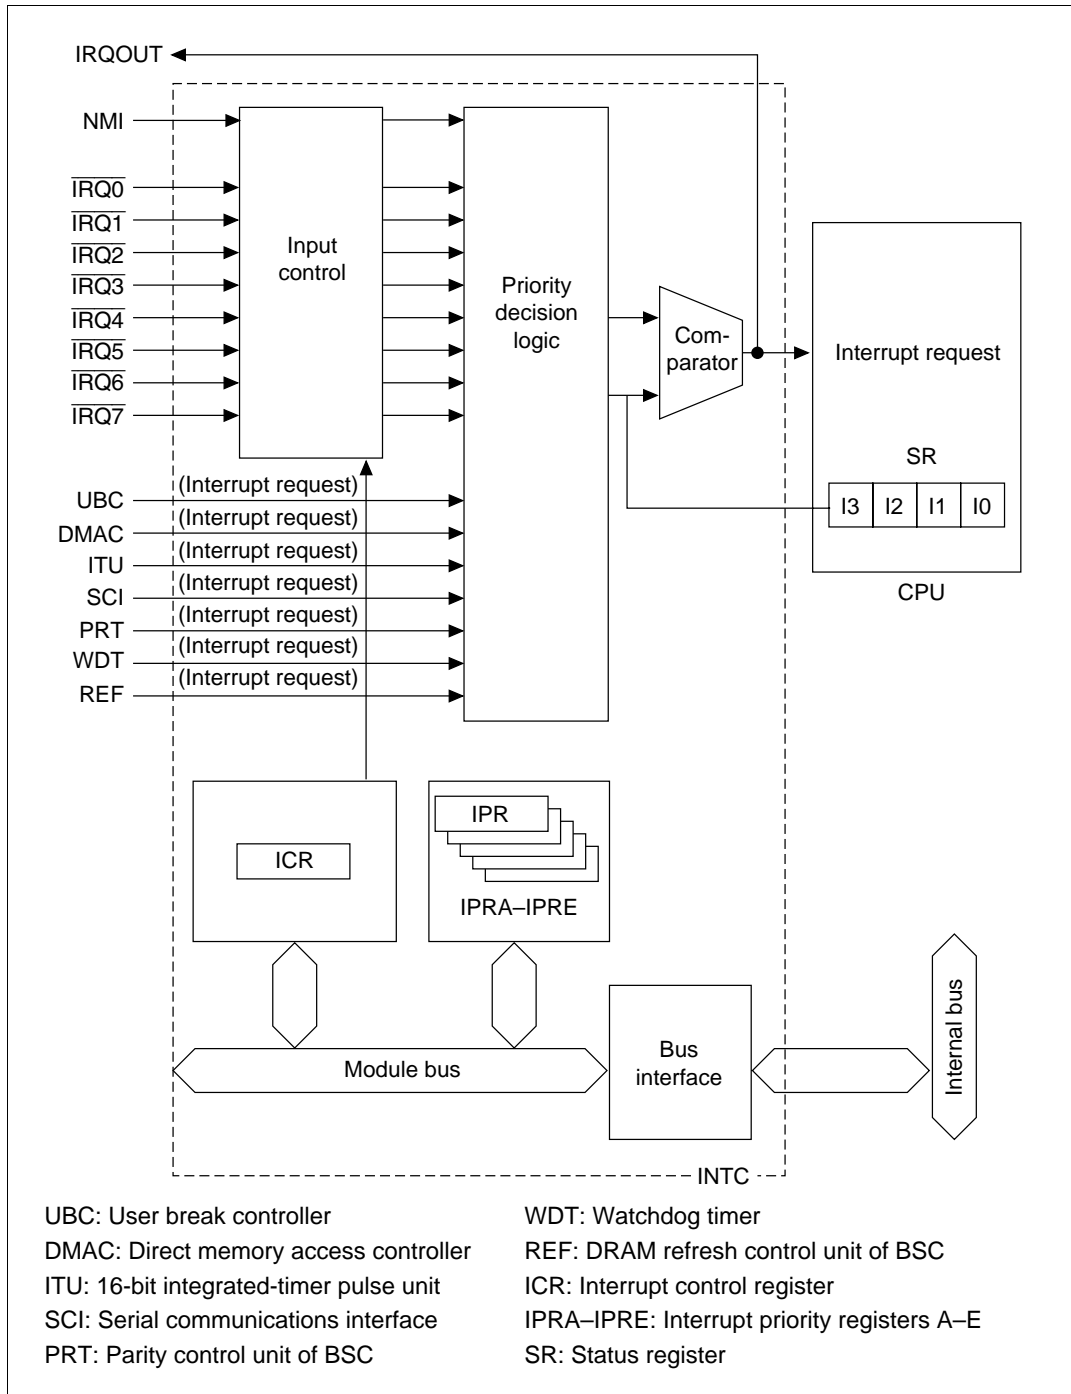 IRQOUT
NMI
IRQ0
IRQ1
IRQ2
IRQ3
IRQ4
IRQ5
IRQ6
IRQ7
Input
control
Priority
decision
logic
Com-
parator
Interrupt request
SR
I3 I2 I1 I0
CPU
UBC (Interrupt request)
DMAC (Interrupt request)
ITU (Interrupt request)
SCI (Interrupt request)
PRT (Interrupt request)
WDT (Interrupt request)
REF (Interrupt request)
ICR
IPR
IPRA–IPRE
Module bus
Bus
interface
Internal bus
INTC
UBC: User break controller
DMAC: Direct memory access controller
ITU: 16-bit integrated-timer pulse unit
SCI: Serial communications interface
PRT: Parity control unit of BSC
WDT: Watchdog timer
REF: DRAM refresh control unit of BSC
ICR: Interrupt control register
IPRA–IPRE: Interrupt priority registers A–E
SR: Status register